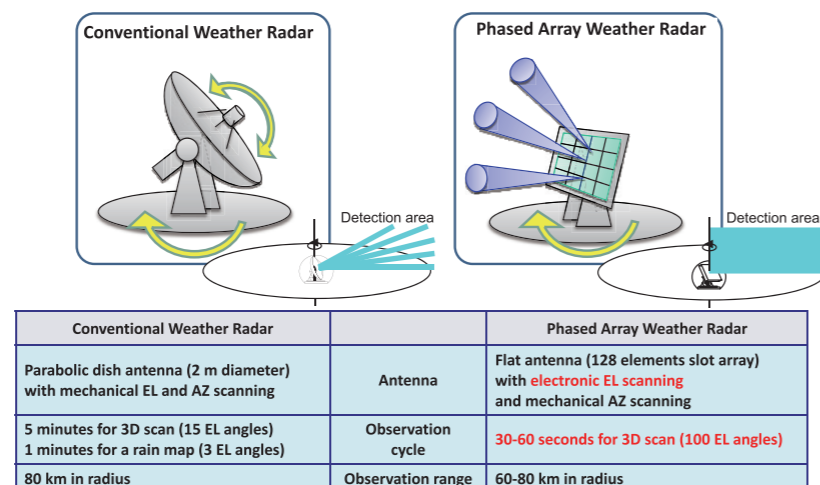 Conventional Weather Radar
Phased Array Weather Radar
Detection area
Detection area
Conventional Weather Radar
Phased Array Weather Radar
Parabolic dish antenna (2 m diameter)
with mechanical EL and AZ scanning
Antenna
Flat antenna (128 elements slot array)
with electronic EL scanning
and mechanical AZ scanning
5 minutes for 3D scan (15 EL angles)
1 minutes for a rain map (3 EL angles)
Observation
cycle
30-60 seconds for 3D scan (100 EL angles)
80 km in radius
Observation range
60-80 km in radius